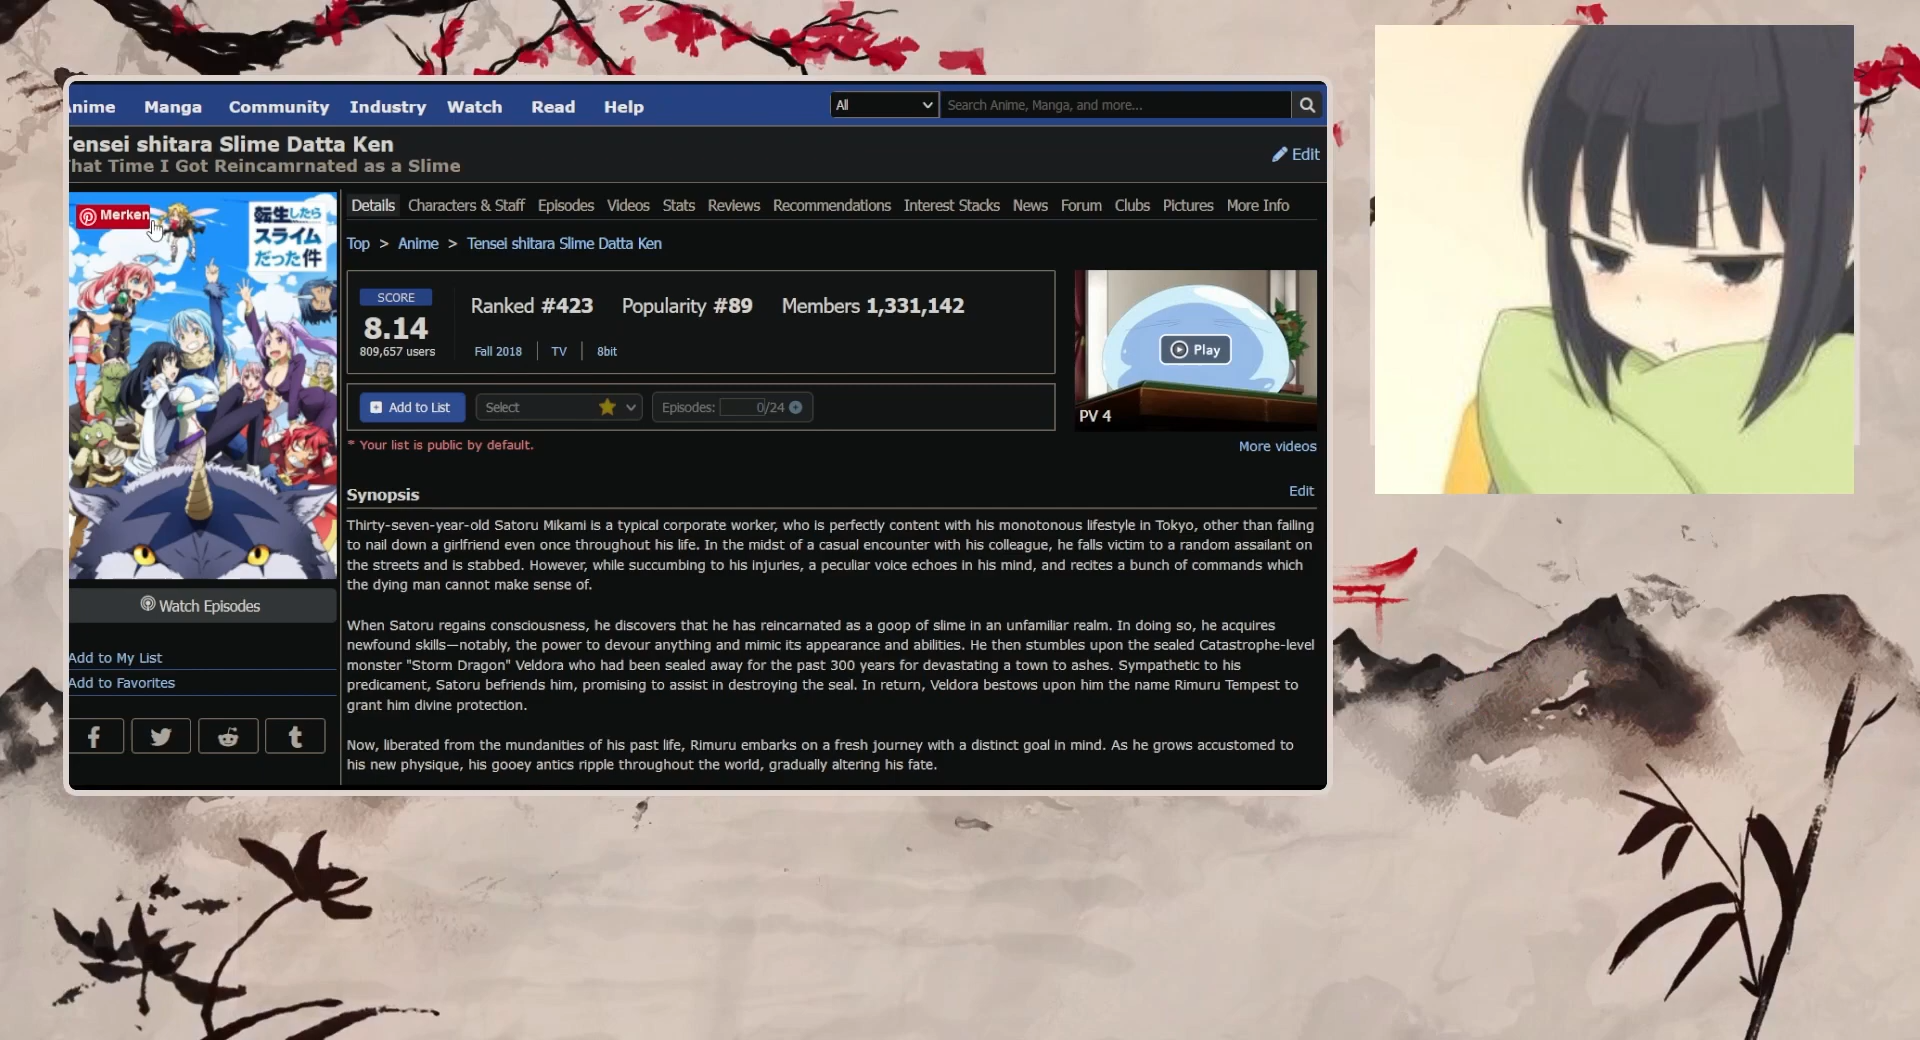 Anime Manga Community Industry Watch Read Help
All
Search Anime, Manga, and more...
Tensei shitara Slime Datta Ken
That Time I Got Reincamrnated as a Slime
Edit
Merken
転生したら
スライム
だった件
Details Characters & Staff Episodes Videos Stats Reviews Recommendations Interest Stacks News Forum Clubs Pictures More Info
Top > Anime > Tensei shitara Slime Datta Ken
SCORE
8.14
809,657 users
Ranked #423 Popularity #89 Members 1,331,142
Fall 2018 TV 8bit
Play
PV 4
Add to List
Select
Episodes: 0/24
* Your list is public by default.
More videos
Synopsis
Edit
Thirty-seven-year-old Satoru Mikami is a typical corporate worker, who is perfectly content with his monotonous lifestyle in Tokyo, other than failing
to nail down a girlfriend even once throughout his life. In the midst of a casual encounter with his colleague, he falls victim to a random assailant on
the streets and is stabbed. However, while succumbing to his injuries, a peculiar voice echoes in his mind, and recites a bunch of commands which
the dying man cannot make sense of.
When Satoru regains consciousness, he discovers that he has reincarnated as a goop of slime in an unfamiliar realm. In doing so, he acquires
newfound skills—notably, the power to devour anything and mimic its appearance and abilities. He then stumbles upon the sealed Catastrophe-level
monster "Storm Dragon" Veldora who had been sealed away for the past 300 years for devastating a town to ashes. Sympathetic to his
predicament, Satoru befriends him, promising to assist in destroying the seal. In return, Veldora bestows upon him the name Rimuru Tempest to
grant him divine protection.
Now, liberated from the mundanities of his past life, Rimuru embarks on a fresh journey with a distinct goal in mind. As he grows accustomed to
his new physique, his gooey antics ripple throughout the world, gradually altering his fate.
Watch Episodes
Add to My List
Add to Favorites